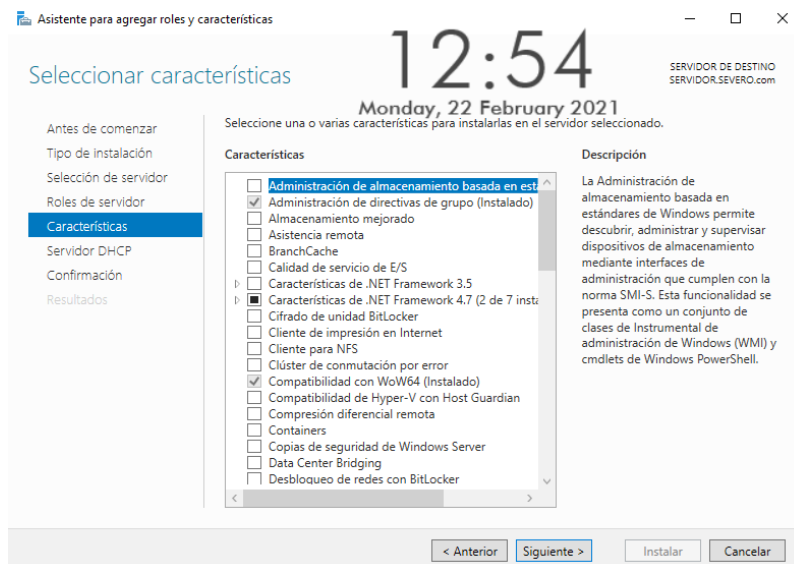 Asistente para agregar roles y características
12:54
Monday, 22 February 2021
Seleccionar características
SERVIDOR DE DESTINO
SERVIDOR.SEVERO.com
Antes de comenzar
Tipo de instalación
Selección de servidor
Roles de servidor
Características
Servidor DHCP
Confirmación
Resultados
Seleccione una o varias características para instalarlas en el servidor seleccionado.
Características
Administración de almacenamiento basada en está
Administración de directivas de grupo (Instalado)
Almacenamiento mejorado
Asistencia remota
BranchCache
Calidad de servicio de E/S
Características de .NET Framework 3.5
Características de .NET Framework 4.7 (2 de 7 insta
Cifrado de unidad BitLocker
Cliente de impresión en Internet
Cliente para NFS
Clúster de conmutación por error
Compatibilidad con WoW64 (Instalado)
Compatibilidad de Hyper-V con Host Guardian
Compresión diferencial remota
Containers
Copias de seguridad de Windows Server
Data Center Bridging
Desbloqueo de redes con BitLocker
Descripción
La Administración de
almacenamiento basada en
estándares de Windows permite
descubrir, administrar y supervisar
dispositivos de almacenamiento
mediante interfaces de
administración que cumplen con la
norma SMI-S. Esta funcionalidad se
presenta como un conjunto de
clases de Instrumental de
administración de Windows (WMI) y
cmdlets de Windows PowerShell.
< Anterior
Siguiente >
Instalar
Cancelar